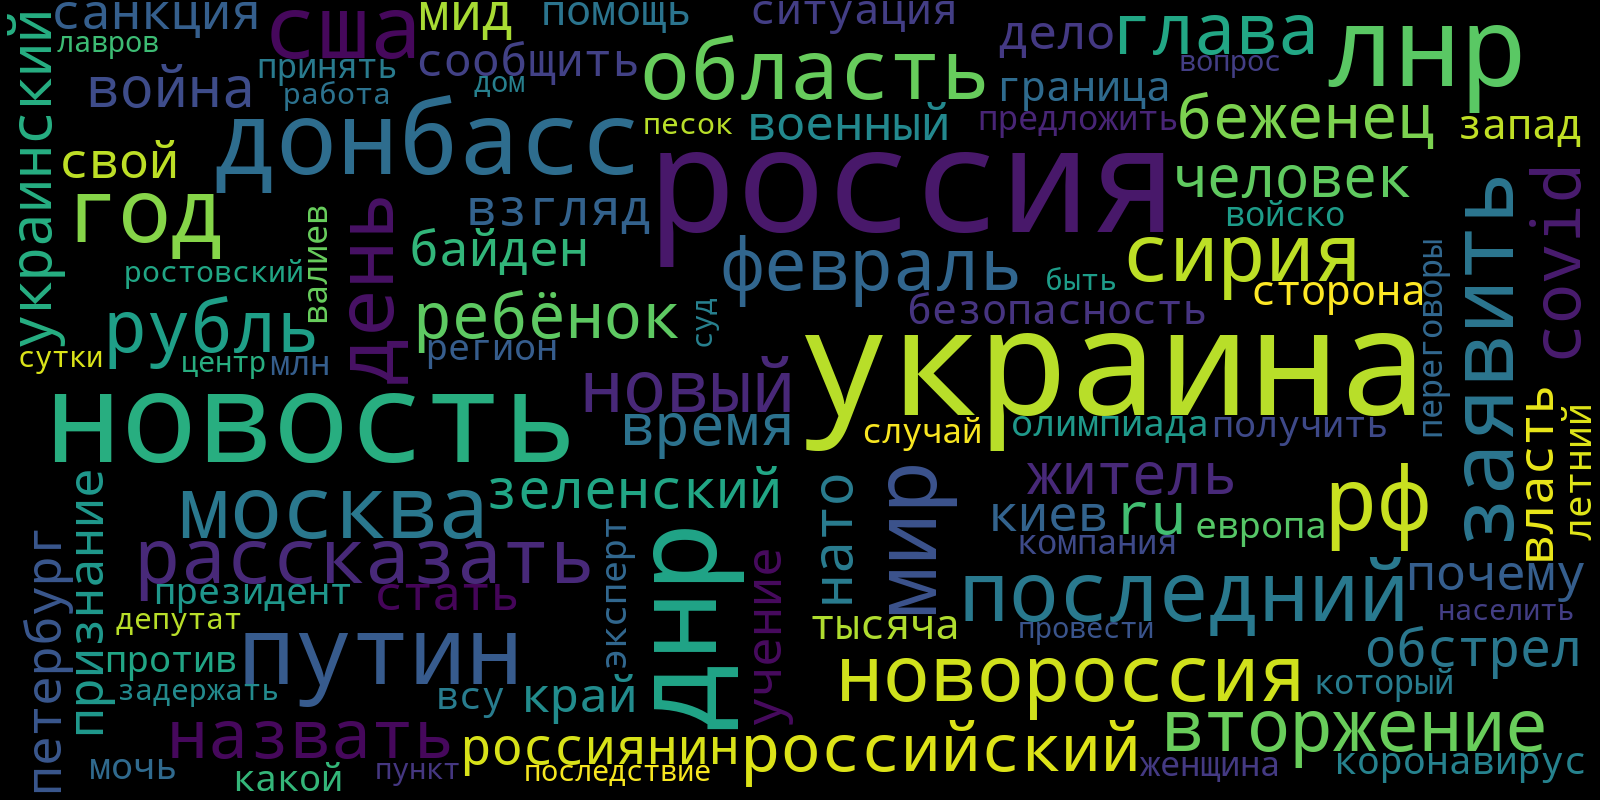 санкция
сша
мид
помощь
ситуация
дело
глава
лнр
лавров
принять
сообщить
область
вопрос
украинский
война
работа
дом
граница
беженец
запад
донбасс
песок
военный
предложить
свой
россия
человек
covid
год
валиев
день
взгляд
войско
заявить
байден
февраль
сирия
переговоры
ростовский
быть
сторона
рубль
ребёнок
суд
безопасность
сутки
центр
млн
регион
украина
новость
новый
время
случай
олимпиада
получить
власть
летний
москва
зеленский
нато
мир
житель
рф
киев
ru
европа
компания
петербург
признание
рассказать
эксперт
днр
учение
последний
почему
президент
стать
населить
депутат
тысяча
провести
против
путин
обстрел
задержать
всу
край
новороссия
который
назвать
россиянин
российский
вторжение
мочь
какой
пункт
последствие
женщина
коронавирус